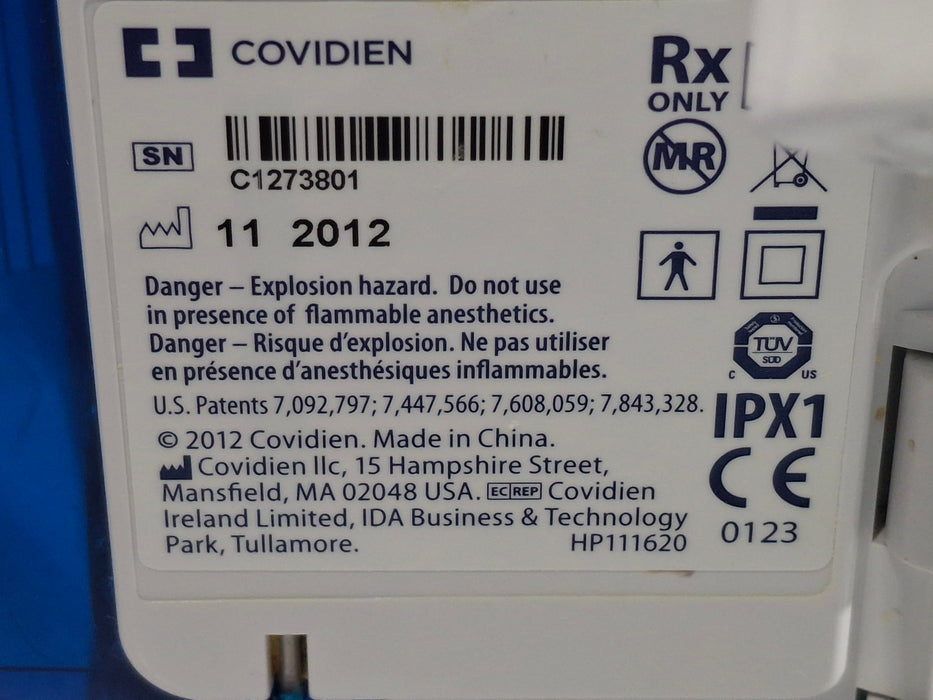 COVIDIEN
Rx
ONLY
SN
C1273801
MR
11 2012
Danger – Explosion hazard. Do not use
in presence of flammable anesthetics.
Danger – Risque d'explosion. Ne pas utiliser
en présence d'anesthésiques inflammables.
TÜV
SÜD
C US
U.S. Patents 7,092,797; 7,447,566; 7,608,059; 7,843,328.
IPX1
© 2012 Covidien. Made in China.
Covidien llc, 15 Hampshire Street,
Mansfield, MA 02048 USA. EC REP Covidien
Ireland Limited, IDA Business & Technology
Park, Tullamore. HP111620
CE
0123